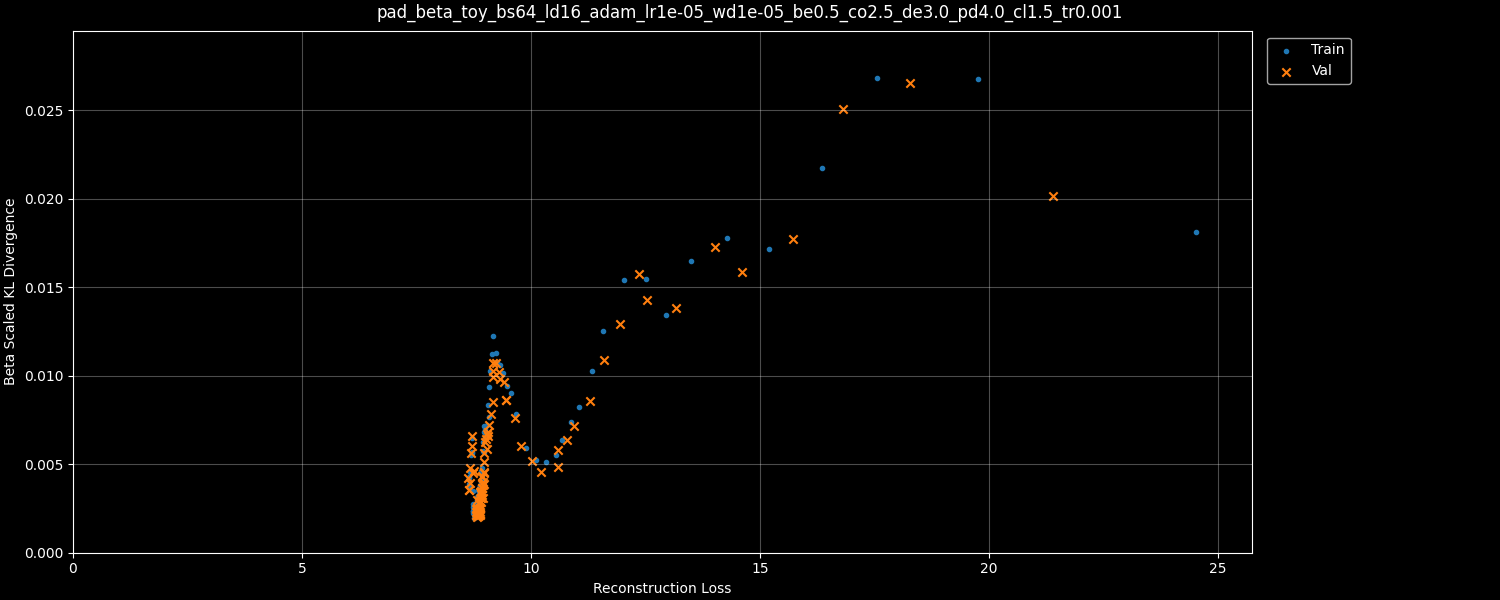 pad_beta_toy_bs64_ld16_adam_lr1e-05_wd1e-05_be0.5_co2.5_de3.0_pd4.0_cl1.5_tr0.001
Train
Val
Beta Scaled KL Divergence
0.025
0.020
0.015
0.010
0.005
0.000
0 5 10 15 20 25
Reconstruction Loss